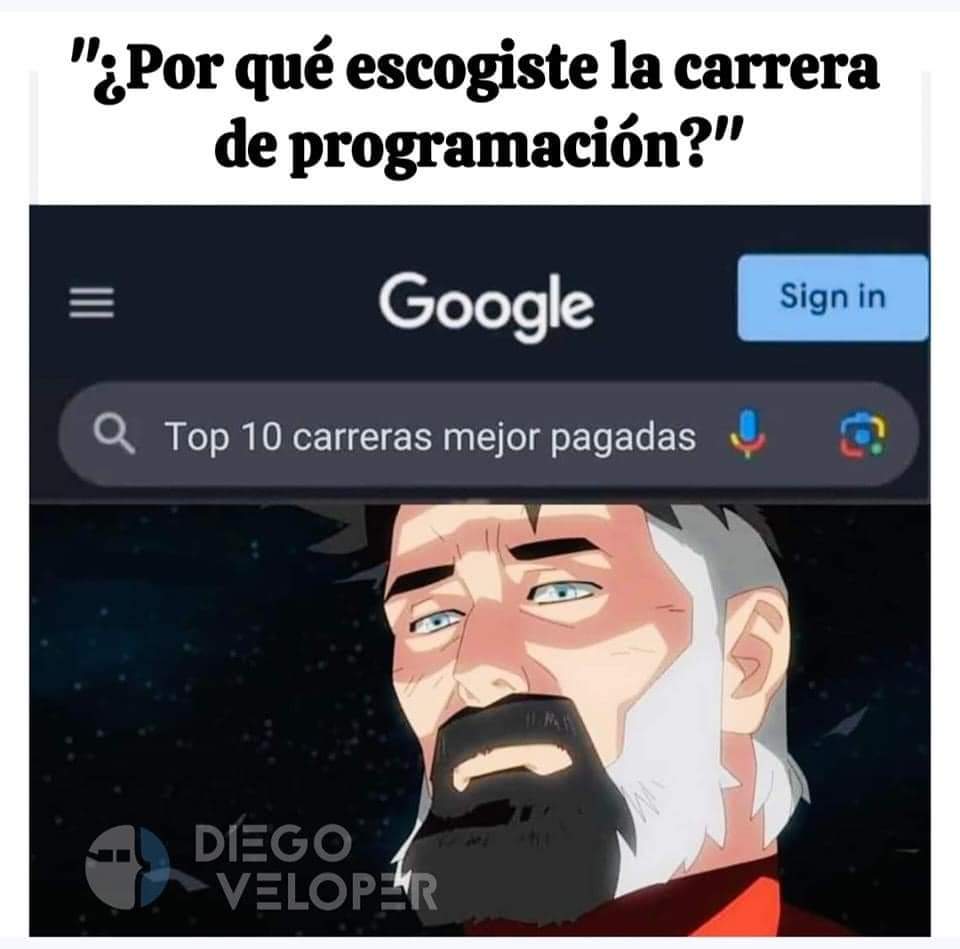 "¿Por qué escogiste la carrera
de programación?"
Google
Sign in
Top 10 carreras mejor pagadas
DIEGO
VELOPER